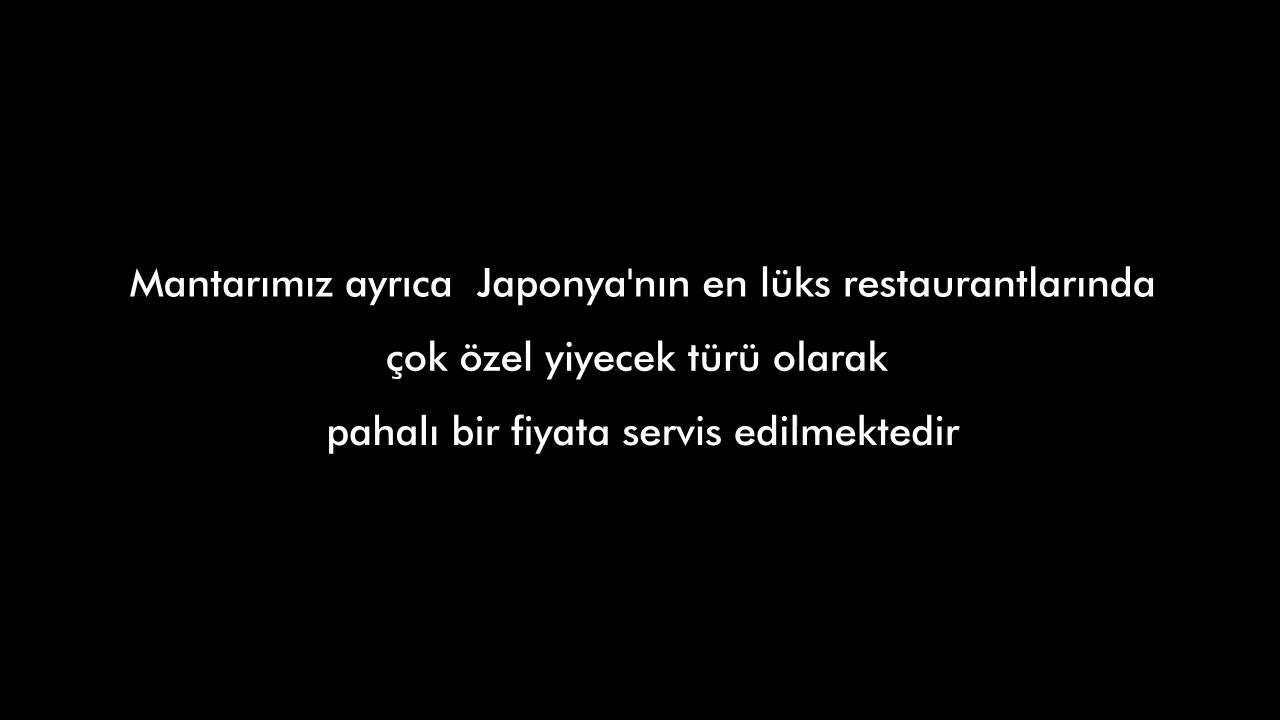 Mantarımız ayrıca  Japonya'nın en lüks restaurantlarında
çok özel yiyecek türü olarak
pahalı bir fiyata servis edilmektedir